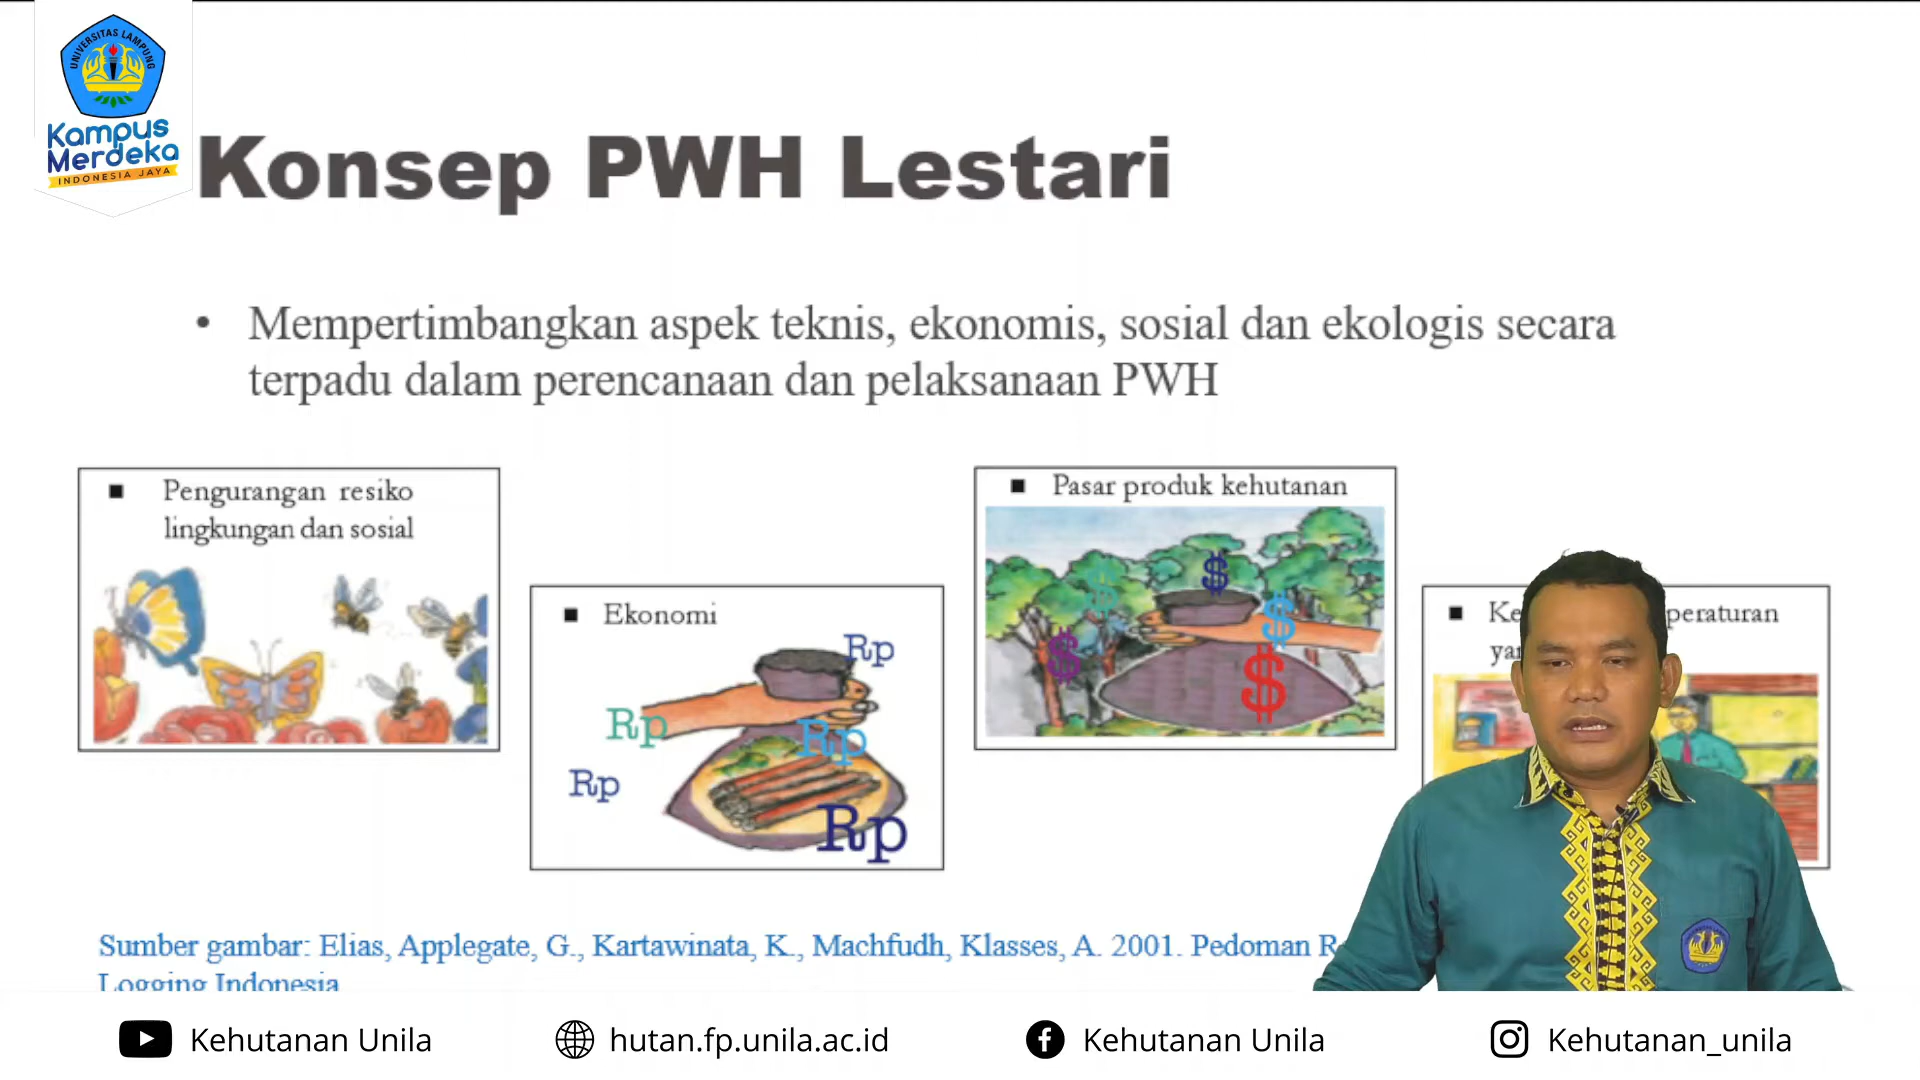 UNIVERSITAS LAMPUNG
Kampus
Merdeka
INDONESIA JAYA
Konsep PWH Lestari
• Mempertimbangkan aspek teknis, ekonomis, sosial dan ekologis secara
terpadu dalam perencanaan dan pelaksanaan PWH
▪ Pengurangan resiko
lingkungan dan sosial
▪ Ekonomi
Rp
Rp
Rp
Rp
Rp
▪ Pasar produk kehutanan
$
$
$
$
$
peraturan
Sumber gambar: Elias, Applegate, G., Kartawinata, K., Machfudh, Klasses, A. 2001. Pedoman
Logging Indonesia
Kehutanan Unila
hutan.fp.unila.ac.id
Kehutanan Unila
Kehutanan_unila